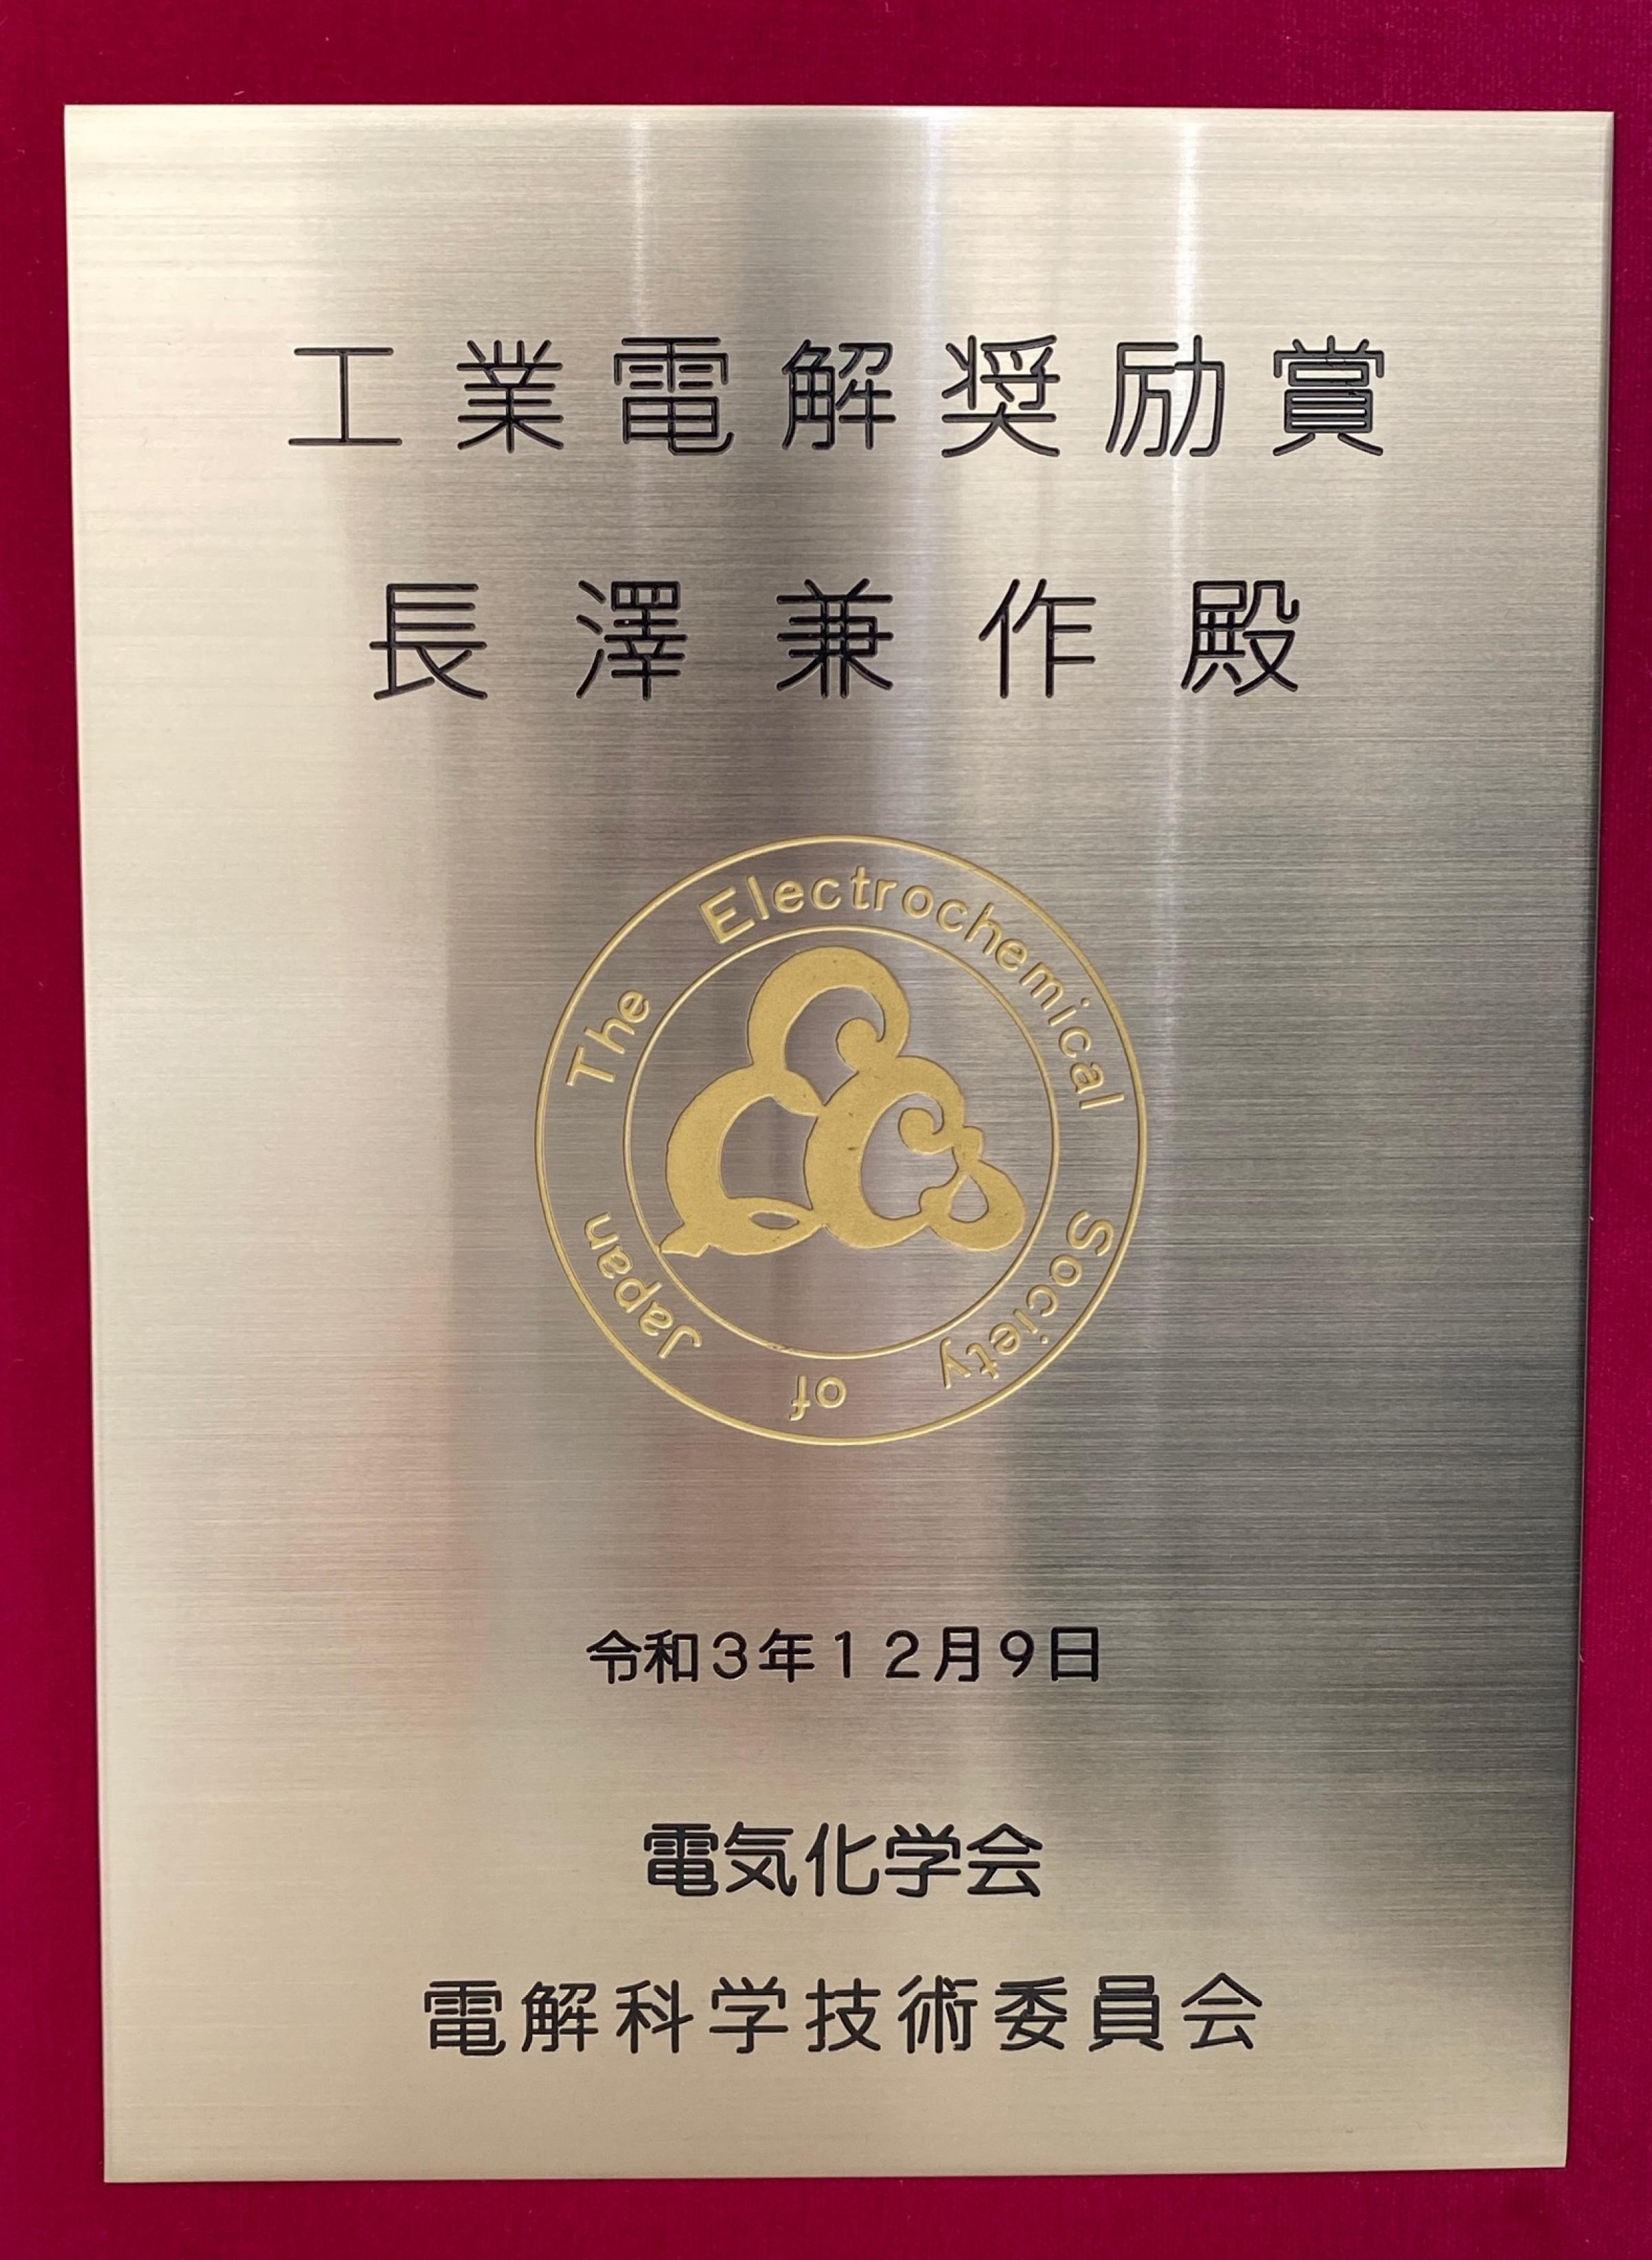 工業電解奨励賞
長澤兼作殿
The Electrochemical Society of Japan
令和3年12月9日
電気化学会
電解科学技術委員会